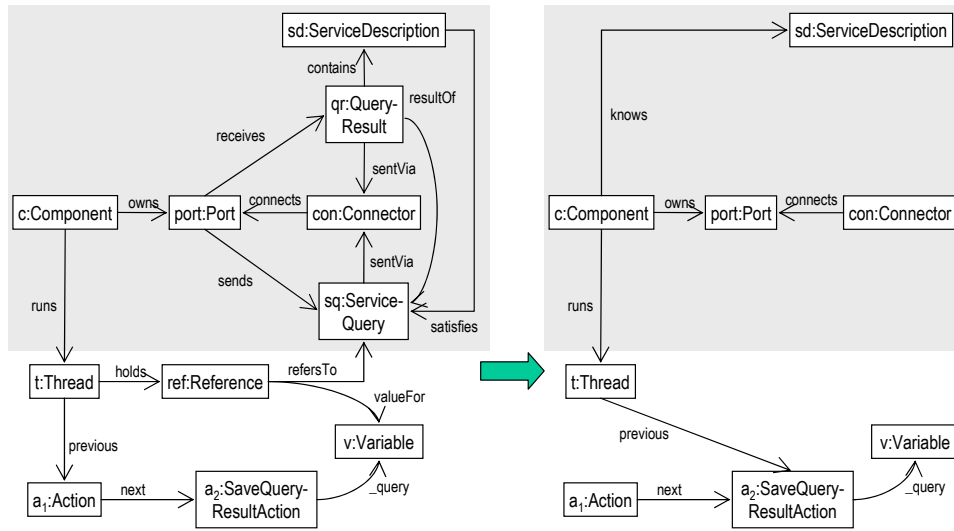 sd:ServiceDescription
contains
qr:Query-
Result
resultOf
receives
sentVia
c:Component
owns
port:Port
connects
con:Connector
sentVia
sends
runs
sq:Service-
Query
satisfies
t:Thread
holds
ref:Reference
refersTo
valueFor
previous
v:Variable
a1:Action
next
a2:SaveQuery-
ResultAction
_query
sd:ServiceDescription
knows
c:Component
owns
port:Port
connects
con:Connector
runs
t:Thread
previous
v:Variable
a1:Action
next
a2:SaveQuery-
ResultAction
_query